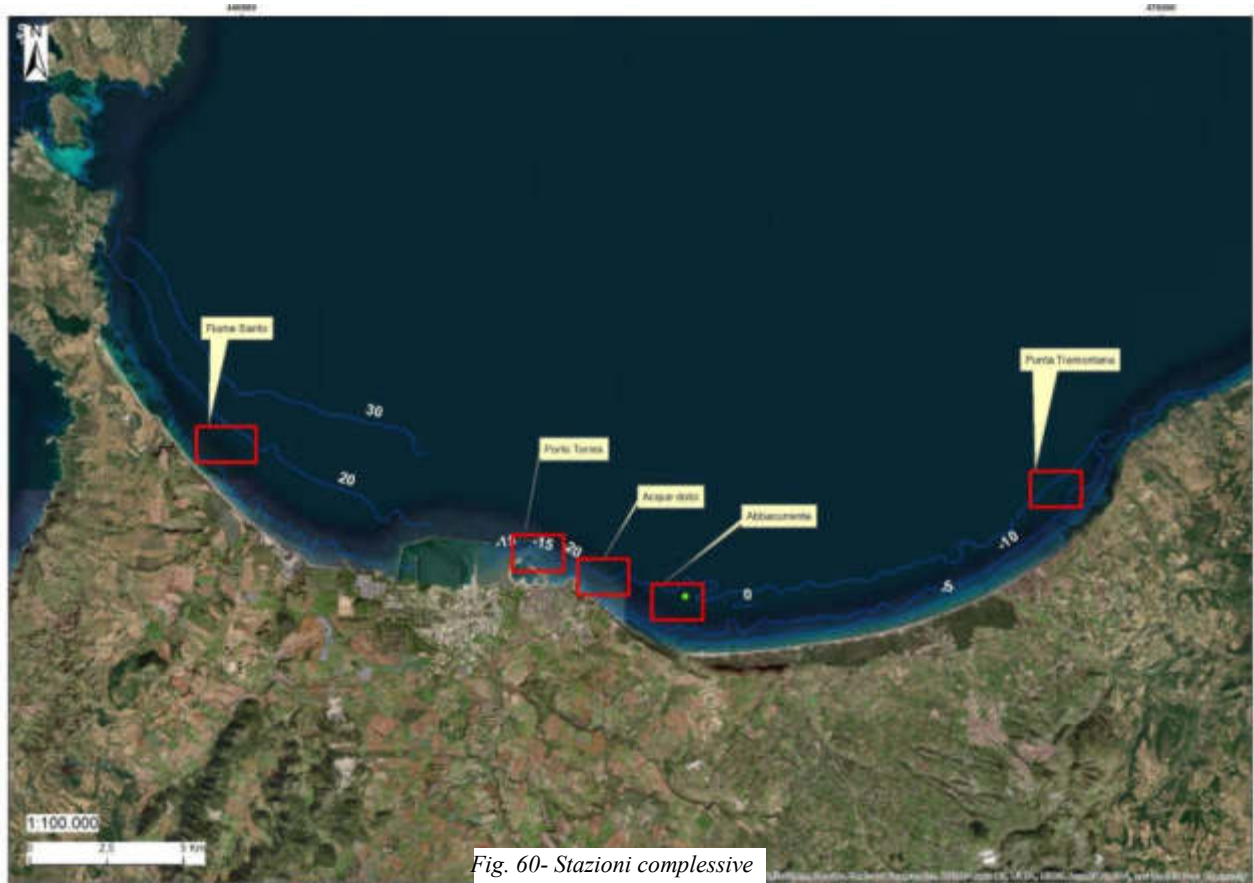 N
Fiume Santo
Punta Tramontana
30
Porto Torres
20
Acque dolci
Abbacurrente
-15
20
-10
0
-5
1:100.000
0 2,5 5 Km
Fig. 60- Stazioni complessive